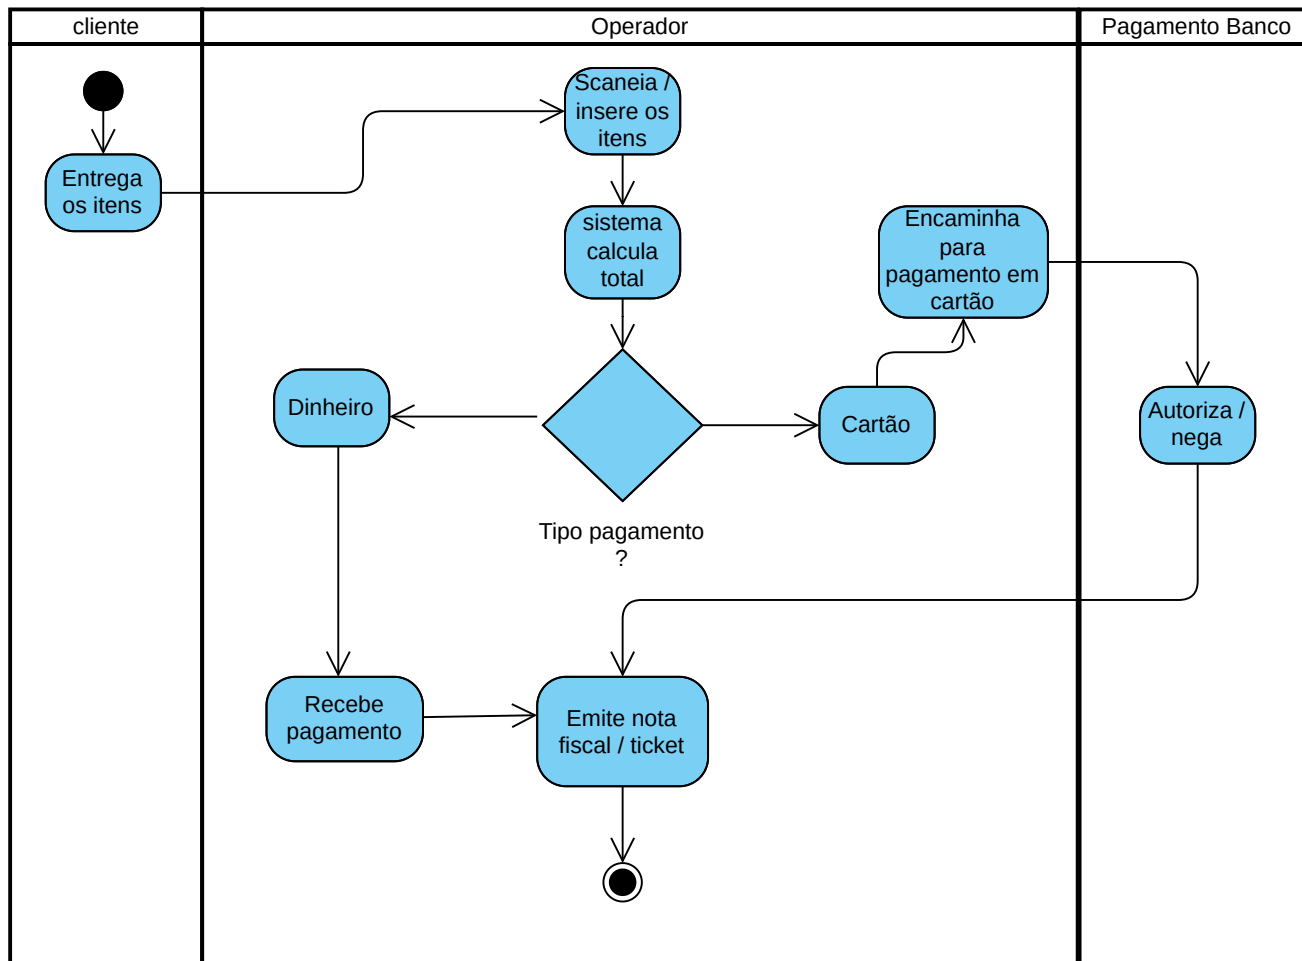 cliente
Operador
Pagamento Banco
Scaneia /
insere os
itens
Entrega
os itens
sistema
calcula
total
Encaminha
para
pagamento em
cartão
Dinheiro
Cartão
Autoriza /
nega
Tipo pagamento
?
Recebe
pagamento
Emite nota
fiscal / ticket